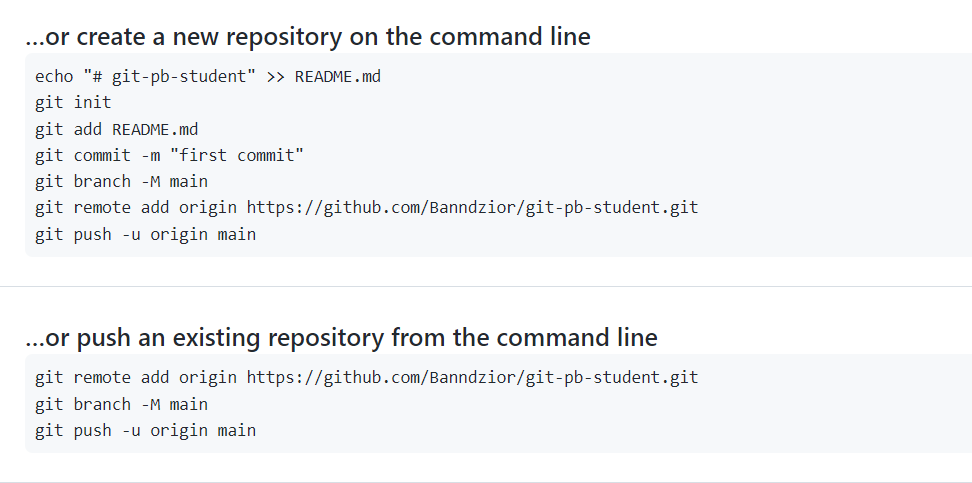 ...or create a new repository on the command line
echo "# git-pb-student" >> README.md
git init
git add README.md
git commit -m "first commit"
git branch -M main
git remote add origin https://github.com/Banndzior/git-pb-student.git
git push -u origin main
...or push an existing repository from the command line
git remote add origin https://github.com/Banndzior/git-pb-student.git
git branch -M main
git push -u origin main